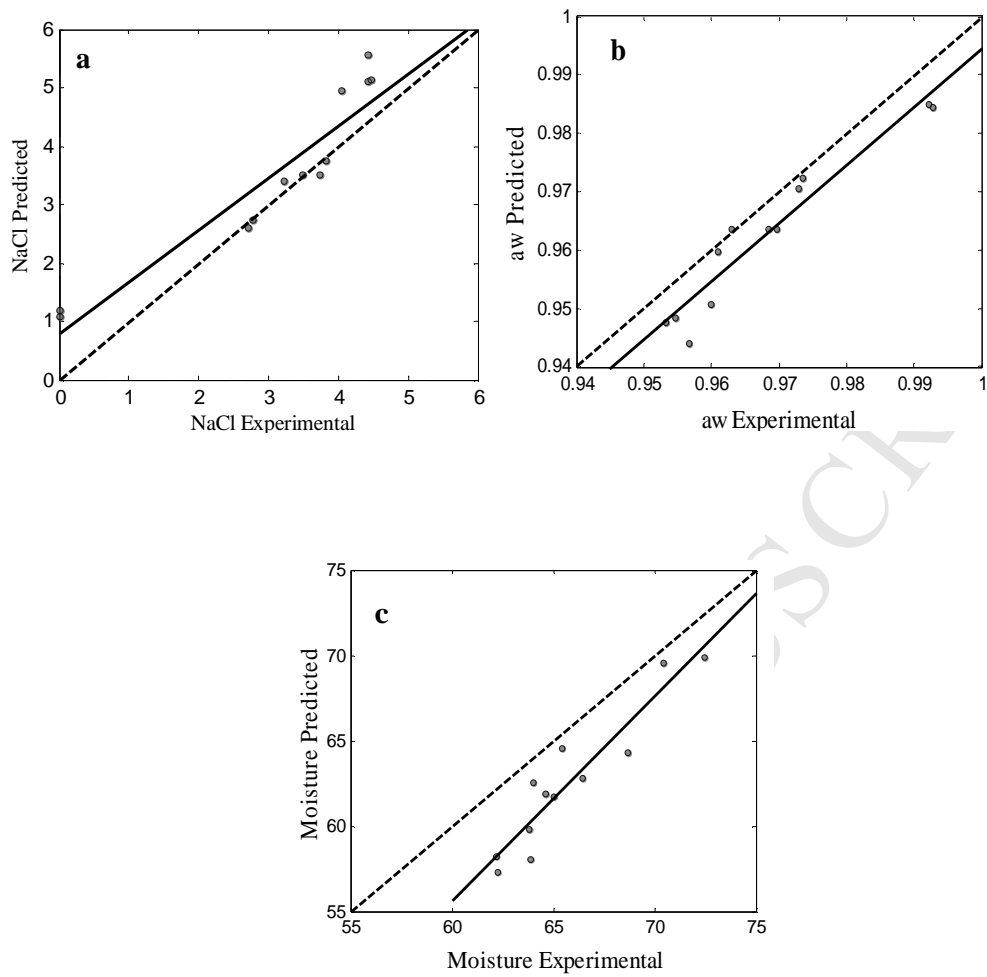 a
6
5
4
3
2
1
0
NaCl Predicted
0 1 2 3 4 5 6
NaCl Experimental
b
1
0.99
0.98
0.97
0.96
0.95
0.94
aw Predicted
0.94 0.95 0.96 0.97 0.98 0.99 1
aw Experimental
SSCR
c
75
70
65
60
55
Moisture Predicted
55 60 65 70 75
Moisture Experimental